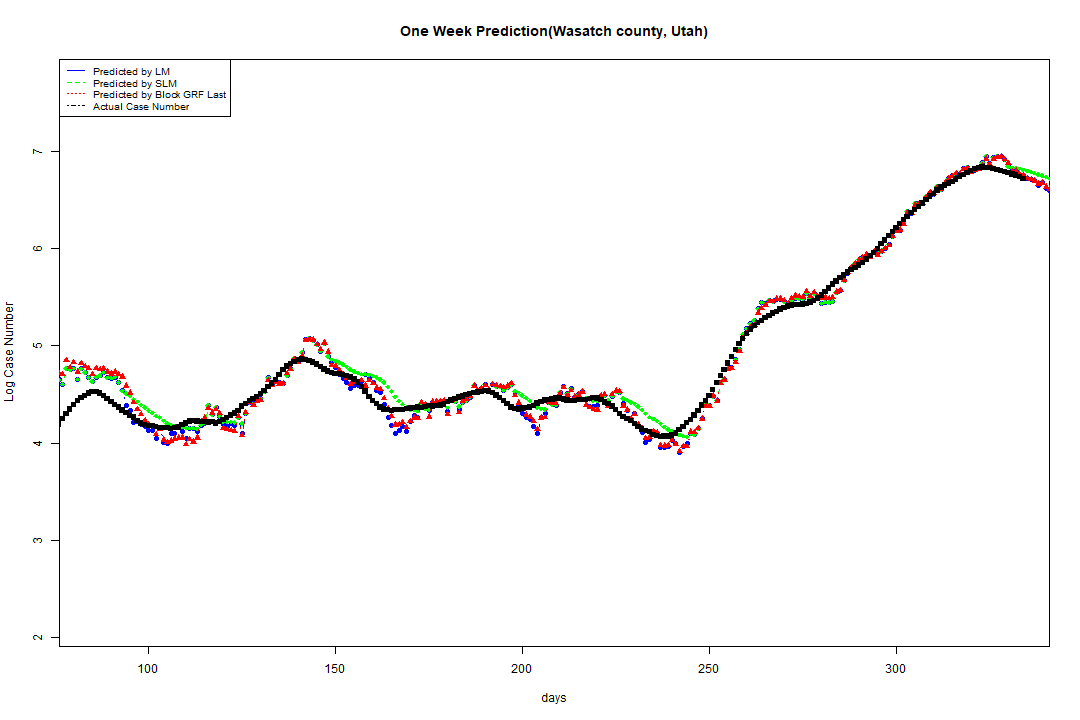 One Week Prediction(Wasatch county, Utah)
Predicted by LM
Predicted by SLM
Predicted by Block GRF Last
Actual Case Number
7
6
5
4
3
2
Log Case Number
100 150 200 250 300
days